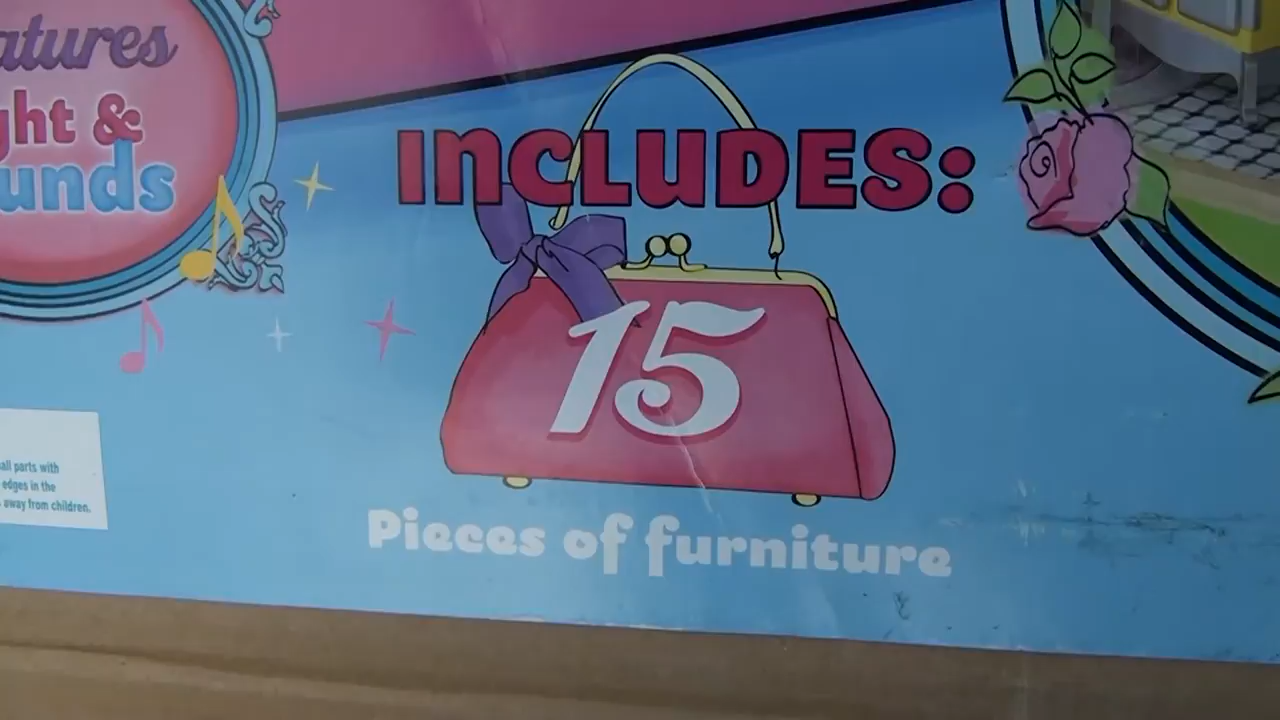 atures
ght &
unds
INCLUDES:
15
Pieces of furniture
all parts with
edges in the
away from children.